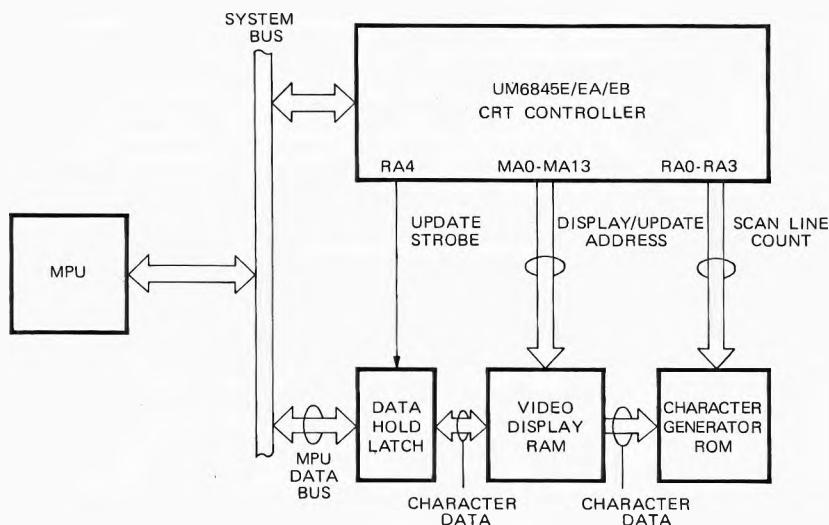 SYSTEM
BUS
UM6845E/EA/EB
CRT CONTROLLER
RA4
MA0-MA13
RA0-RA3
MPU
UPDATE
STROBE
DISPLAY/UPDATE
ADDRESS
SCAN LINE
COUNT
DATA
HOLD
LATCH
VIDEO
DISPLAY
RAM
CHARACTER
GENERATOR
ROM
MPU
DATA
BUS
CHARACTER
DATA
CHARACTER
DATA